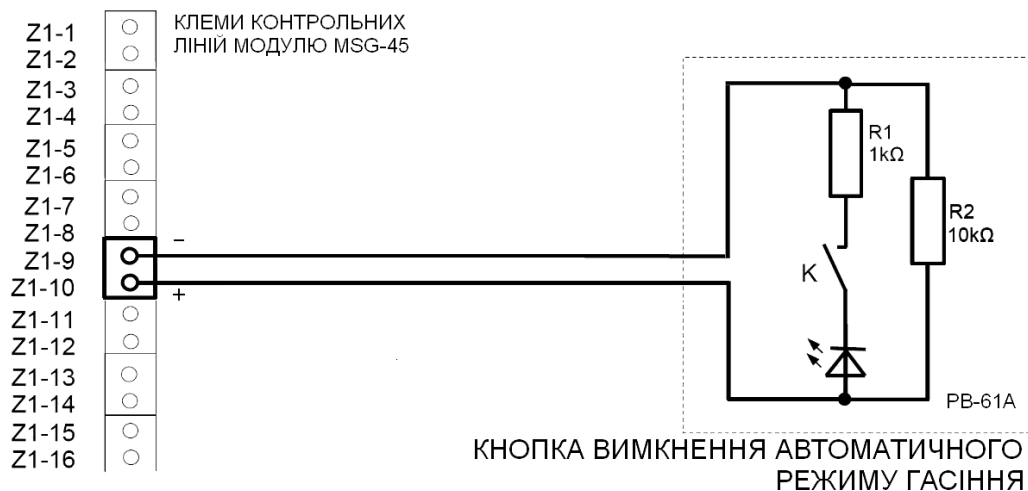 КЛЕМИ КОНТРОЛЬНИХ
ЛІНІЙ МОДУЛЮ MSG-45
Z1-1
Z1-2
Z1-3
Z1-4
Z1-5
Z1-6
Z1-7
Z1-8
Z1-9
Z1-10
Z1-11
Z1-12
Z1-13
Z1-14
Z1-15
Z1-16
−
+
R1
1kΩ
R2
10kΩ
K
PB-61A
КНОПКА ВИМКНЕННЯ АВТОМАТИЧНОГО
РЕЖИМУ ГАСІННЯ